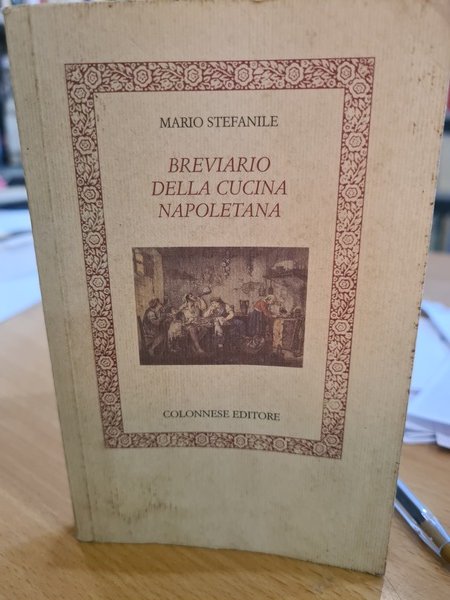 MARIO STEFANILE
BREVIARIO
DELLA CUCINA
NAPOLETANA
COLONNESE EDITORE